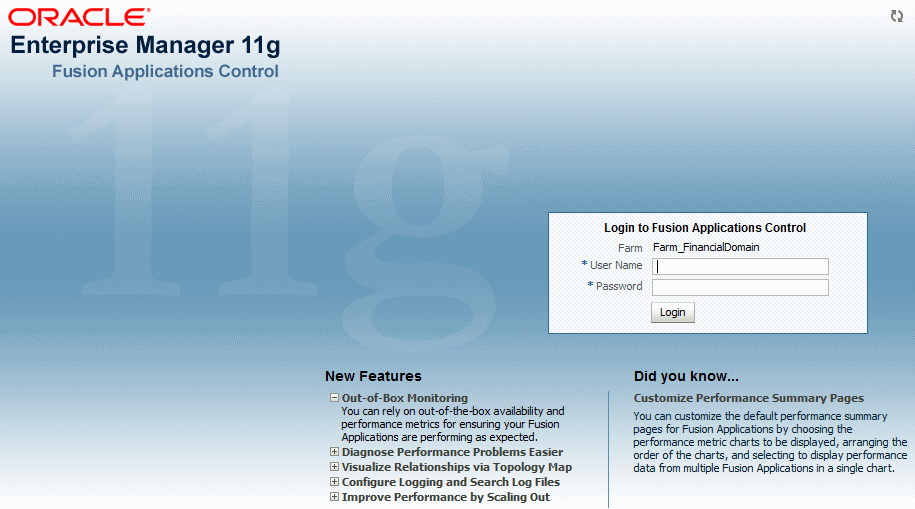 ORACLE®
Enterprise Manager 11g
Fusion Applications Control
11g
Login to Fusion Applications Control
Farm Farm_FinancialDomain
* User Name
* Password
Login
New Features
Out-of-Box Monitoring
You can rely on out-of-the-box availability and
performance metrics for ensuring your Fusion
Applications are performing as expected.
Diagnose Performance Problems Easier
Visualize Relationships via Topology Map
Configure Logging and Search Log Files
Improve Performance by Scaling Out
Did you know...
Customize Performance Summary Pages
You can customize the default performance summary
pages for Fusion Applications by choosing the
performance metric charts to be displayed, arranging the
order of the charts, and selecting to display performance
data from multiple Fusion Applications in a single chart.